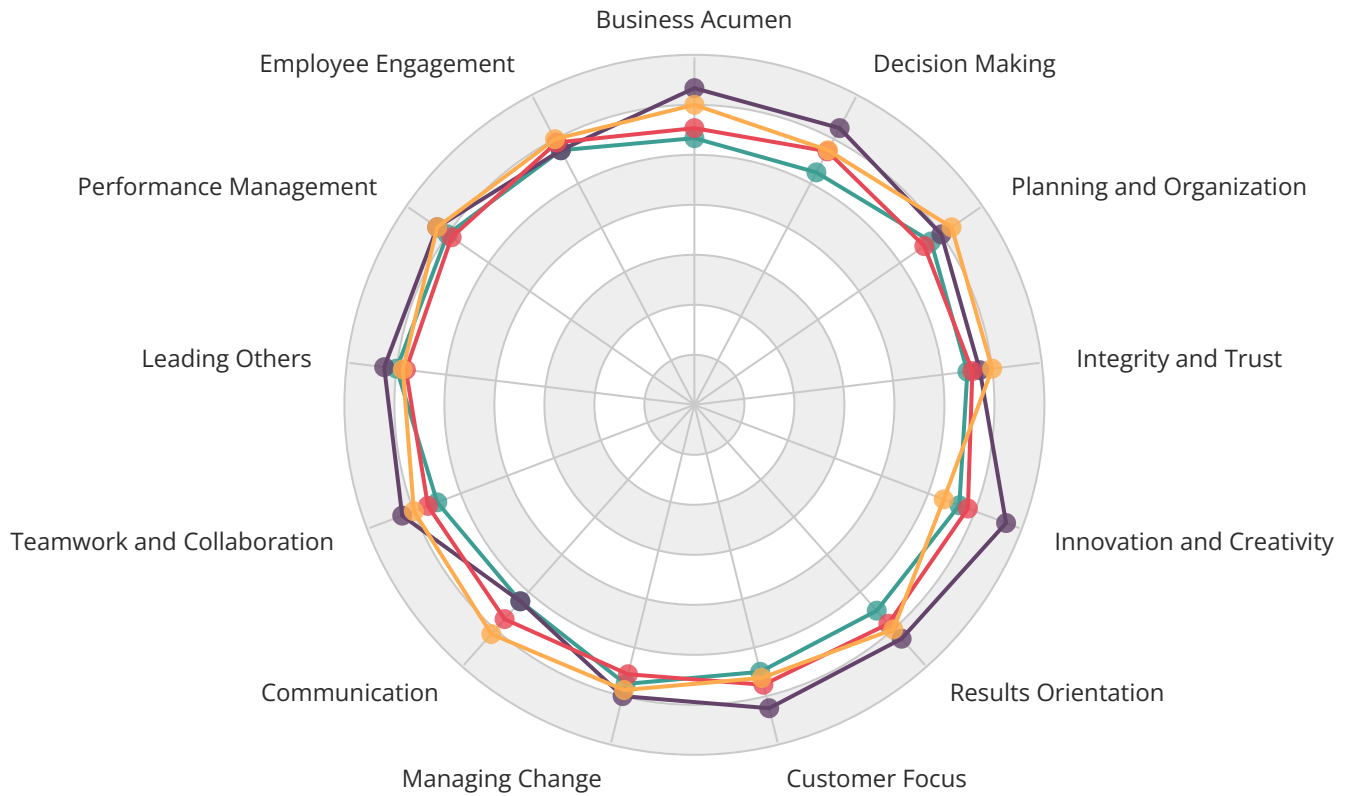 Business Acumen
Employee Engagement
Decision Making
Performance Management
Planning and Organization
Leading Others
Integrity and Trust
Teamwork and Collaboration
Innovation and Creativity
Communication
Results Orientation
Managing Change
Customer Focus